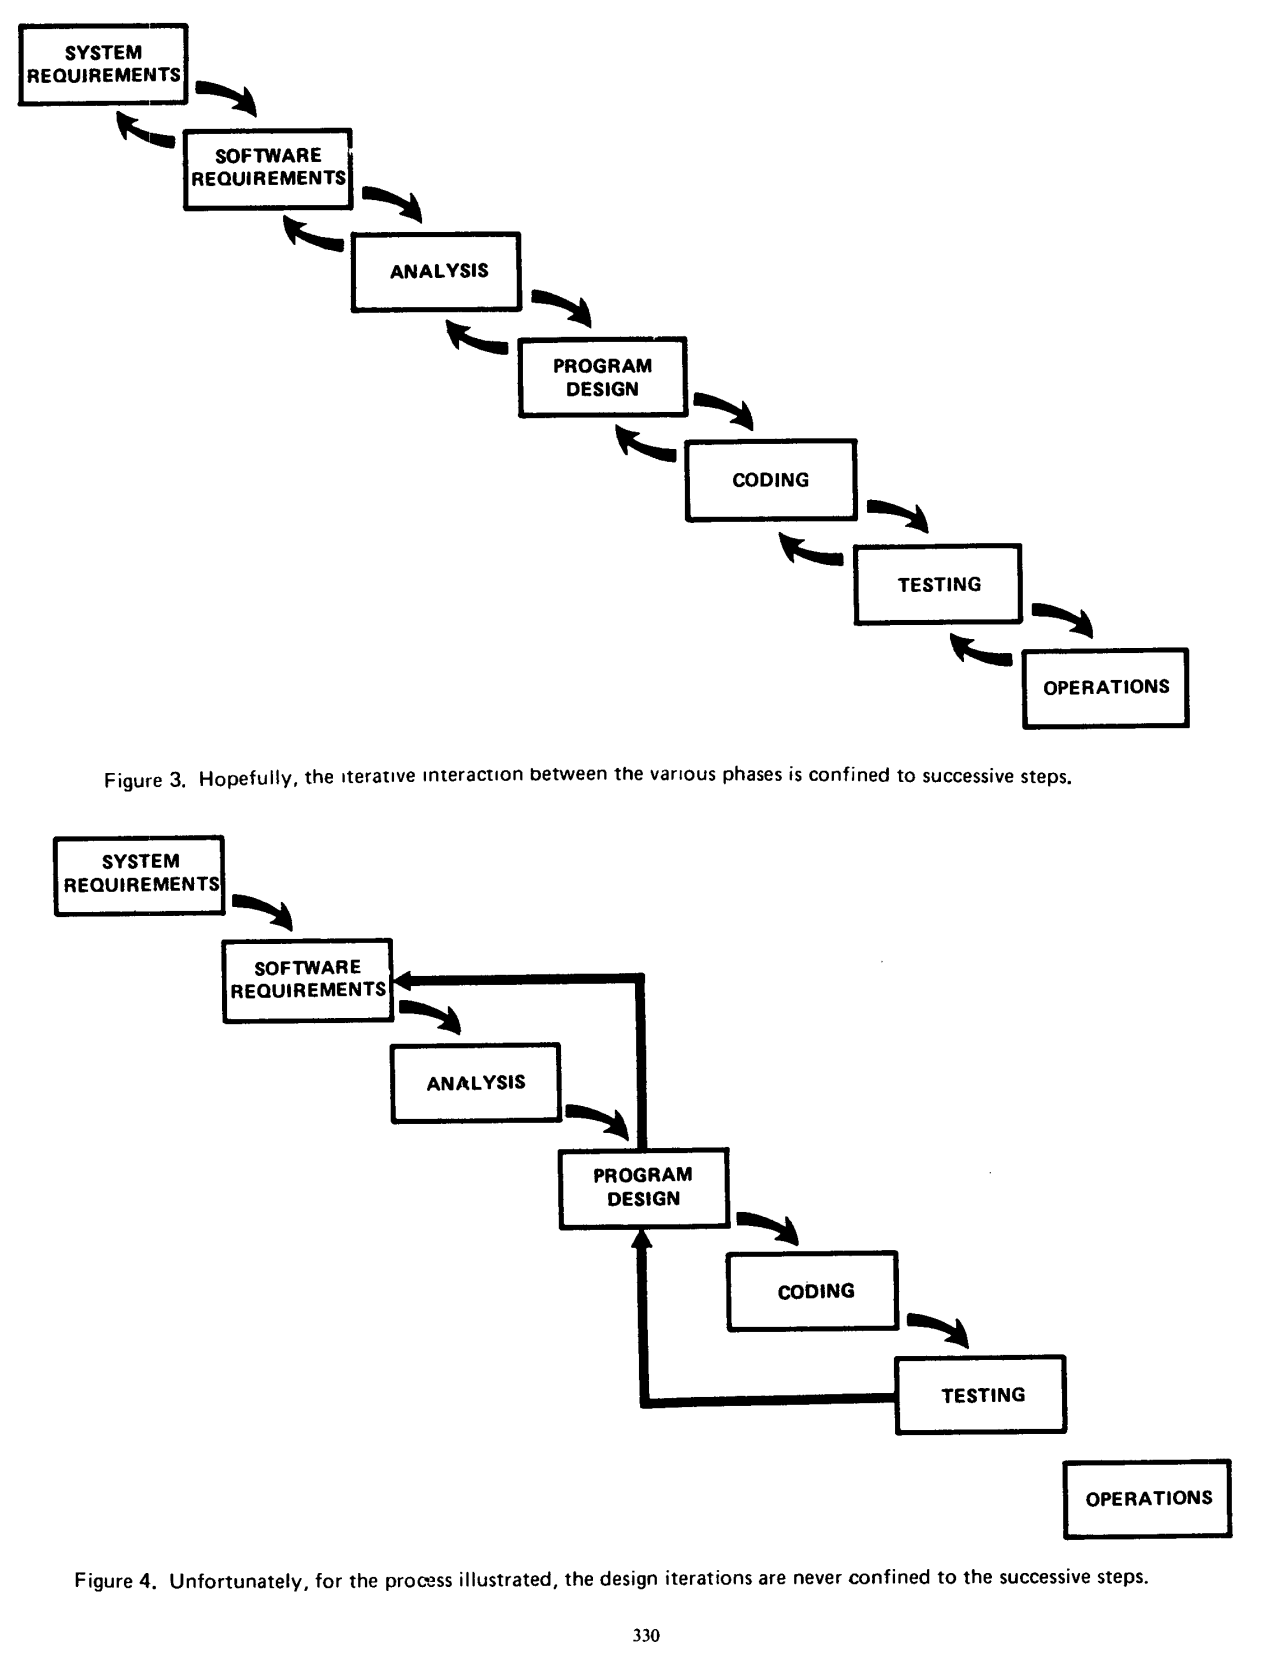 SYSTEM
REQUIREMENTS
SOFTWARE
REQUIREMENTS
ANALYSIS
PROGRAM
DESIGN
CODING
TESTING
OPERATIONS
Figure 3. Hopefully, the iterative interaction between the various phases is confined to successive steps.
SYSTEM
REQUIREMENTS
SOFTWARE
REQUIREMENTS
ANALYSIS
PROGRAM
DESIGN
CODING
TESTING
OPERATIONS
Figure 4. Unfortunately, for the process illustrated, the design iterations are never confined to the successive steps.
330